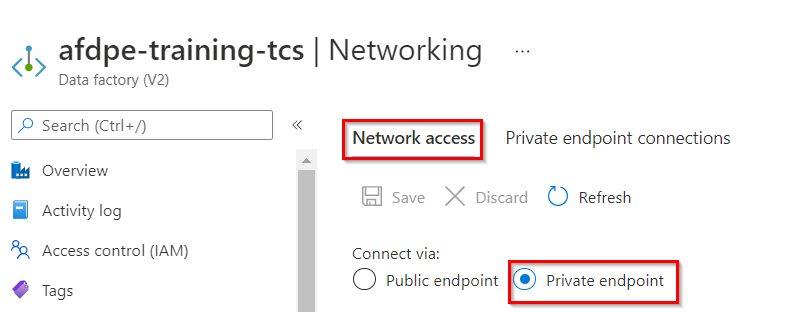 afdpe-training-tcs | Networking ...
Data factory (V2)
Search (Ctrl+/)
«
Overview
Activity log
Access control (IAM)
Tags
Network access Private endpoint connections
Save Discard Refresh
Connect via:
Public endpoint Private endpoint